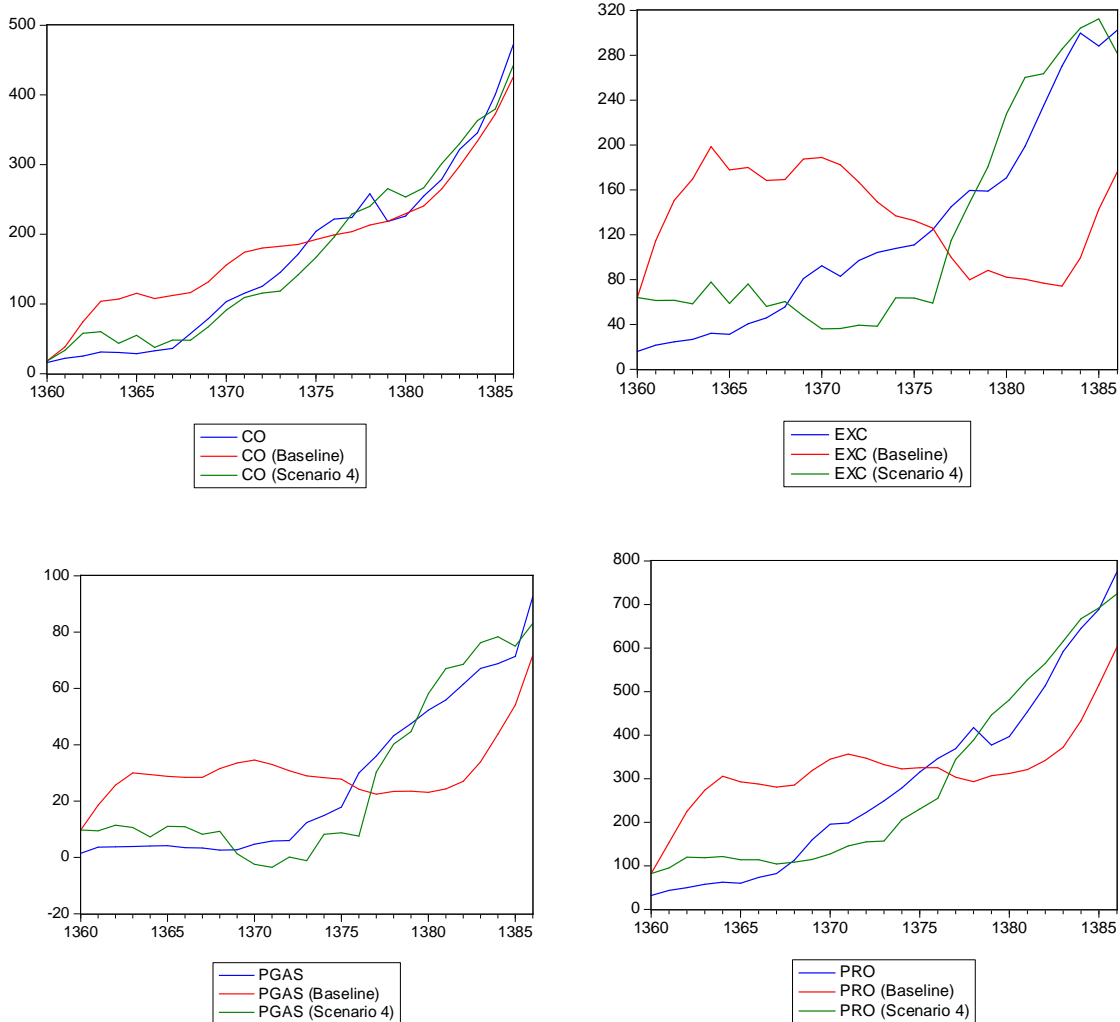 500
400
300
200
100
0
1360 1365 1370 1375 1380 1385
CO
CO (Baseline)
CO (Scenario 4)
320
280
240
200
160
120
80
40
0
1360 1365 1370 1375 1380 1385
EXC
EXC (Baseline)
EXC (Scenario 4)
100
80
60
40
20
0
-20
1360 1365 1370 1375 1380 1385
PGAS
PGAS (Baseline)
PGAS (Scenario 4)
800
700
600
500
400
300
200
100
0
1360 1365 1370 1375 1380 1385
PRO
PRO (Baseline)
PRO (Scenario 4)